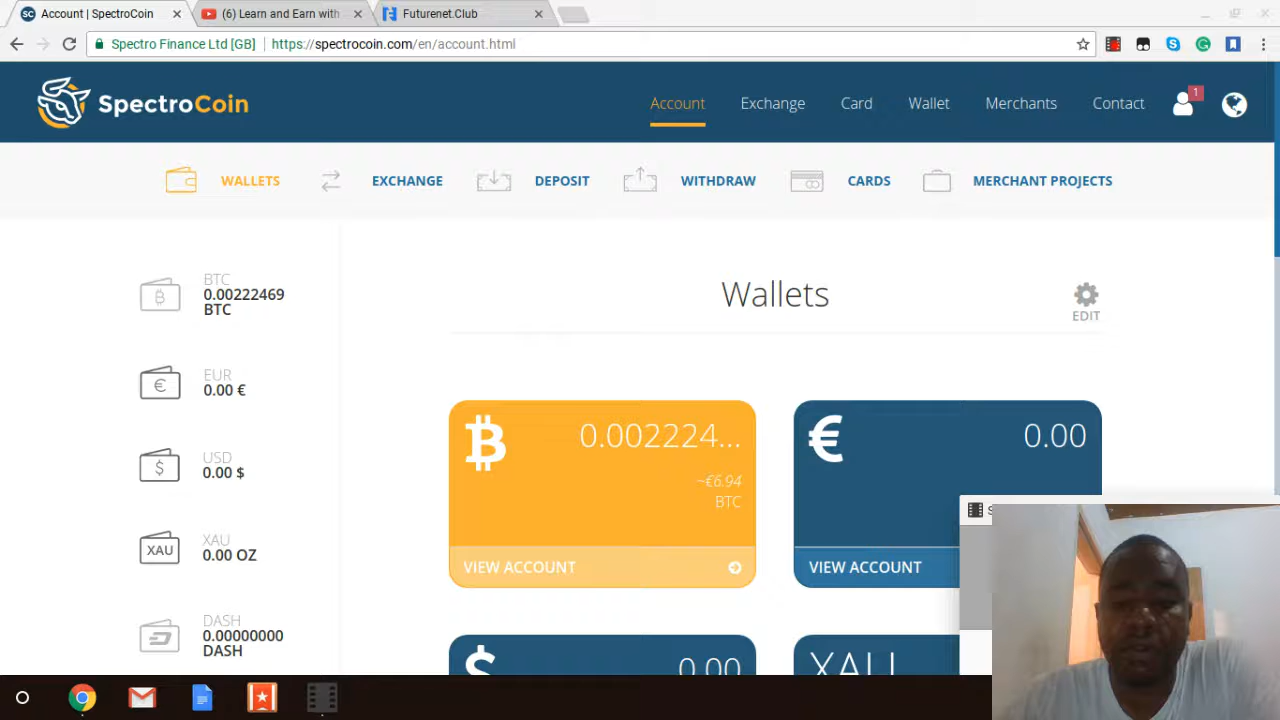 Account | SpectroCoin
(6) Learn and Earn with
Futurenet.Club
Spectro Finance Ltd [GB]
https://spectrocoin.com/en/account.html
SpectroCoin
Account
Exchange
Card
Wallet
Merchants
Contact
1
WALLETS
EXCHANGE
DEPOSIT
WITHDRAW
CARDS
MERCHANT PROJECTS
BTC
0.00222469
BTC
EUR
0.00 €
USD
0.00 $
XAU
XAU
0.00 OZ
DASH
0.00000000
DASH
Wallets
EDIT
0.002224...
~€6.94
BTC
VIEW ACCOUNT
€
0.00
VIEW ACCOUNT
$
0.00
XAU